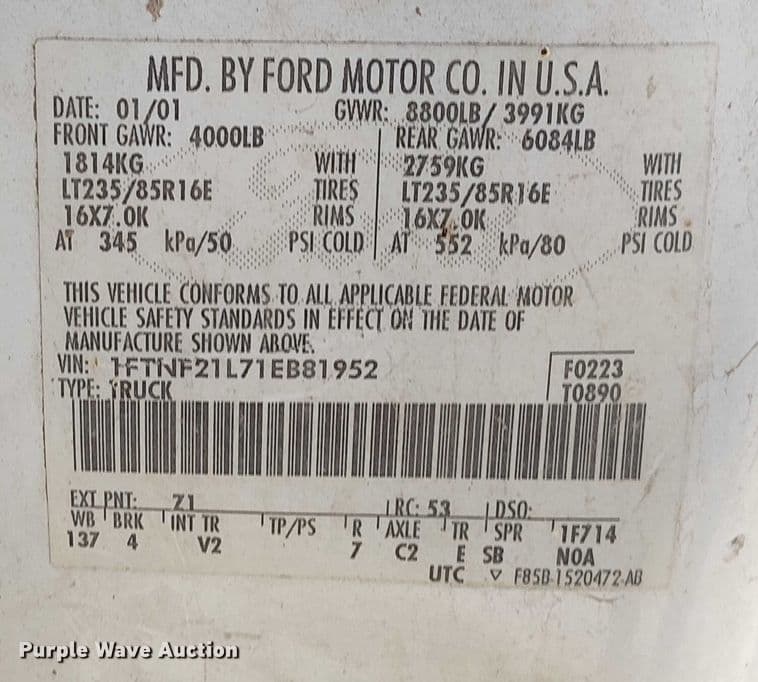 MFD. BY FORD MOTOR CO. IN U.S.A.
DATE: 01/01 GVWR: 8800LB/ 3991KG
FRONT GAWR: 4000LB REAR GAWR: 6084LB
1814KG WITH 2759KG WITH
LT235/85R16E TIRES LT235/85R16E TIRES
16X7.0K RIMS 16X7.0K RIMS
AT 345 kPa/50 PSI COLD AT 552 kPa/80 PSI COLD
THIS VEHICLE CONFORMS TO ALL APPLICABLE FEDERAL MOTOR
VEHICLE SAFETY STANDARDS IN EFFECT ON THE DATE OF
MANUFACTURE SHOWN ABOVE.
VIN: 1FTNF21L71EB81952 F0223
TYPE: TRUCK T0890
EXT PNT: Z1 RC: 53 DSO:
WB BRK INT TR TP/PS R AXLE TR SPR 1F714
137 4 V2 7 C2 E SB NOA
UTC ▽ F85B-1520472-AB
Purple Wave Auction